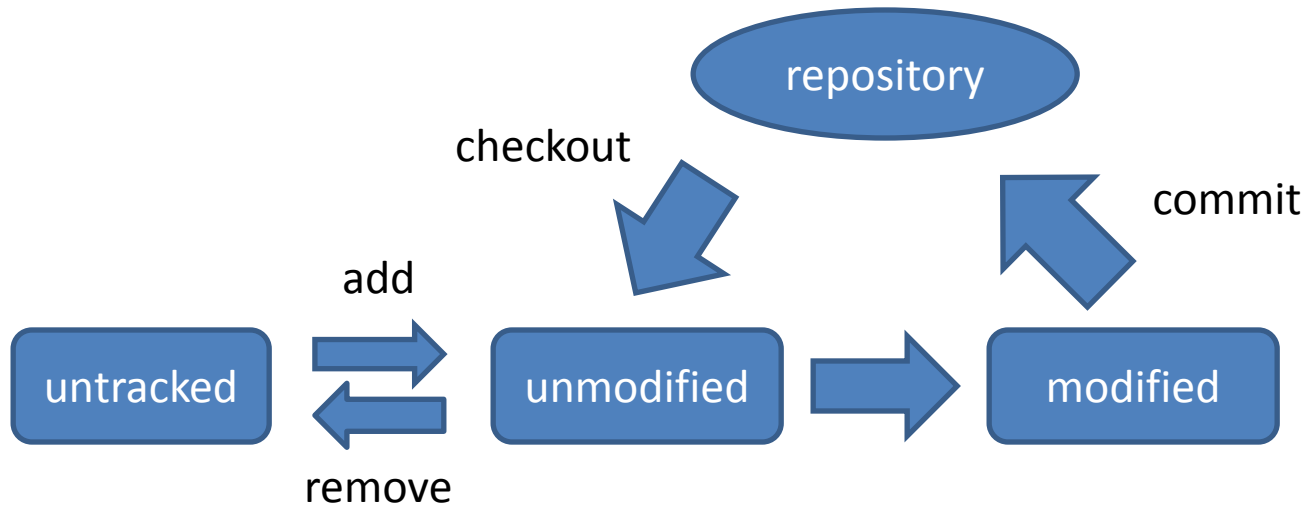 repository
checkout
commit
add
untracked
unmodified
modified
remove